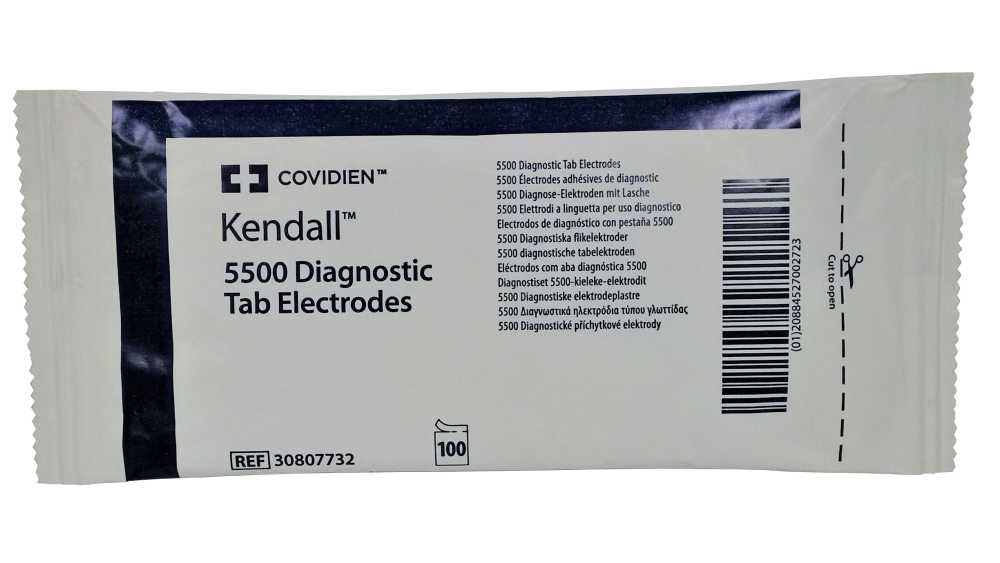 COVIDIEN™
Kendall™
5500 Diagnostic
Tab Electrodes
REF 30807732
100
5500 Diagnostic Tab Electrodes
5500 Électrodes adhésives de diagnostic
5500 Diagnose-Elektroden mit Lasche
5500 Elettrodi a linguetta per uso diagnostico
Electrodos de diagnóstico con pestaña 5500
5500 Diagnostiska flikelektroder
5500 diagnostische tabelektroden
Eléctrodos com aba diagnóstica 5500
Diagnostiset 5500-kieleke-elektrodit
5500 Diagnostiske elektrodeplastre
5500 Διαγνωστικά ηλεκτρόδια τύπου γλωττίδας
5500 Diagnostické příchytkové elektrody
(01)20884527002723
Cut to open